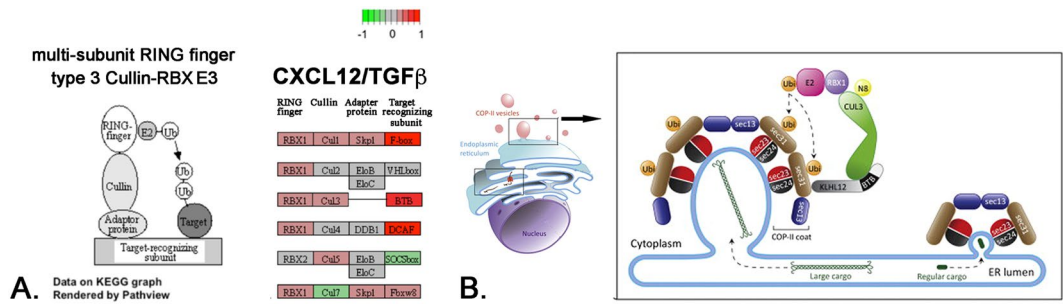 -1 0 1
multi-subunit RING finger
type 3 Cullin-RBX E3
CXCL12/TGFβ
RING-finger
E2
Ub
Ub
Ub
Cullin
Adaptor protein
Target
Target-recognizing subunit
A.
Data on KEGG graph
Rendered by Pathview
RING finger Cullin Adapter protein Target recognizing subunit
RBX1 Cul1 Skp1 F-box
RBX1 Cul2 EloB VHLbox
EloC
RBX1 Cul3 BTB
RBX1 Cul4 DDB1 DCAF
RBX2 Cul5 EloB SOCSbox
EloC
RBX1 Cul7 Skp1 Fbxw8
B.
COP-II vesicles
Endoplasmic
reticulum
Nucleus
Ubi E2 RBX1 N8
CUL3
Ubi sec13 Ubi
sec31
sec23
sec24
sec23
sec24
sec31
Ubi
KLHL12 BTB
sec13
COP-II coat
Cytoplasm
sec13
sec31
sec23
sec24
Large cargo
Regular cargo
ER lumen